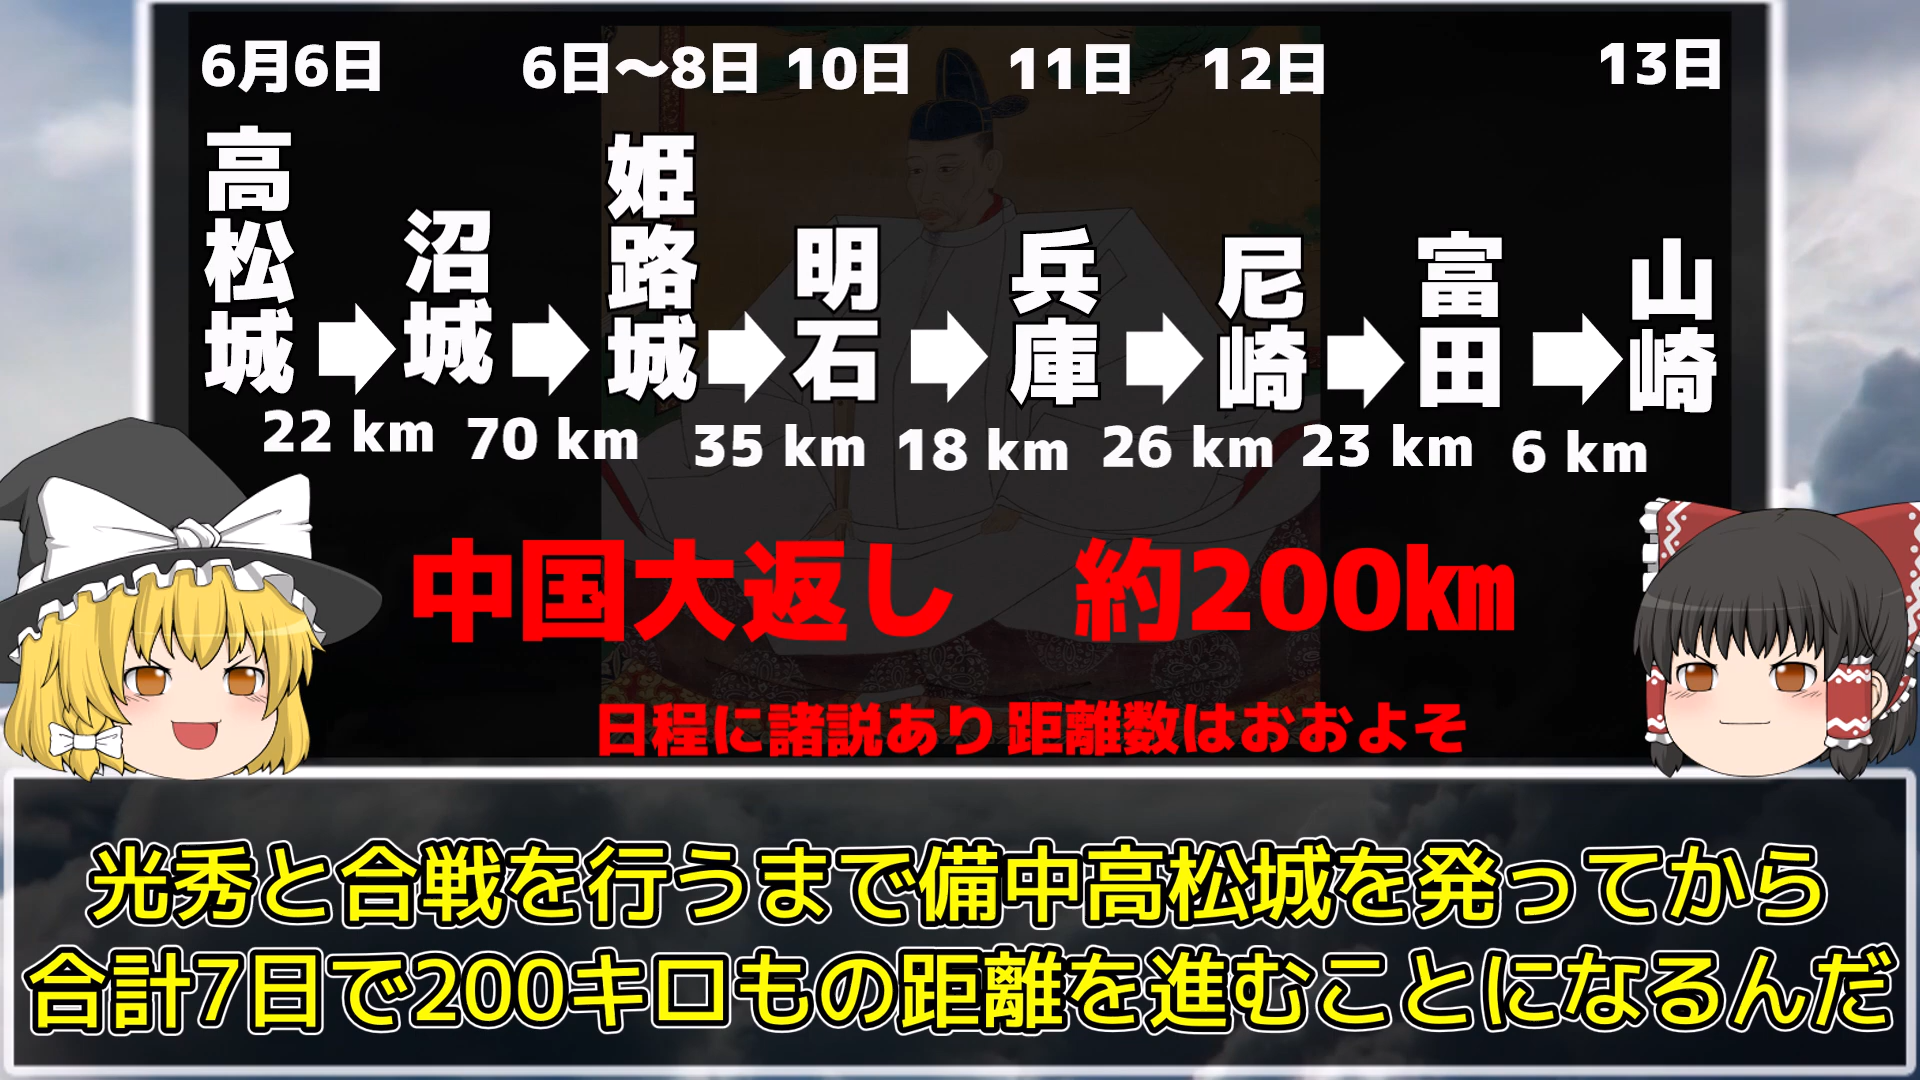 6月6日 6日～8日 10日 11日 12日 13日
高松城 沼城 姫路城 明石 兵庫 尼崎 富田 山崎
22 km 70 km 35 km 18 km 26 km 23 km 6 km
中国大返し 約200㎞
日程に諸説あり 距離数はおおよそ
光秀と合戦を行うまで備中高松城を発ってから
合計7日で200キロもの距離を進むことになるんだ